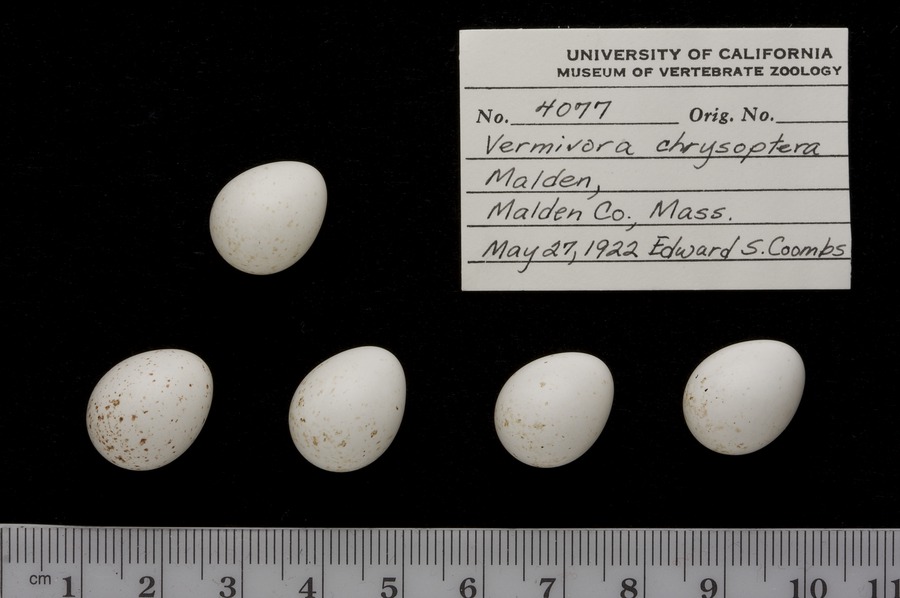 UNIVERSITY OF CALIFORNIA
MUSEUM OF VERTEBRATE ZOOLOGY
No. 4077 Orig. No.
Vermivora chrysoptera
Malden,
Malden Co., Mass.
May 27, 1922 Edward S. Coombs
cm 1 2 3 4 5 6 7 8 9 10 11